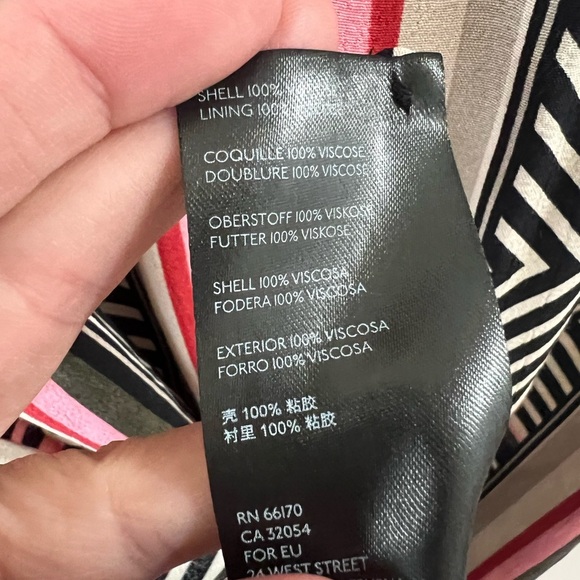 SHELL 100%
LINING 100%
COQUILLE 100% VISCOSE
DOUBLURE 100% VISCOSE
OBERSTOFF 100% VISKOSE
FUTTER 100% VISKOSE
SHELL 100% VISCOSA
FODERA 100% VISCOSA
EXTERIOR 100% VISCOSA
FORRO 100% VISCOSA
壳 100% 粘胶
衬里 100% 粘胶
RN 66170
CA 32054
FOR EU
24 WEST STREET